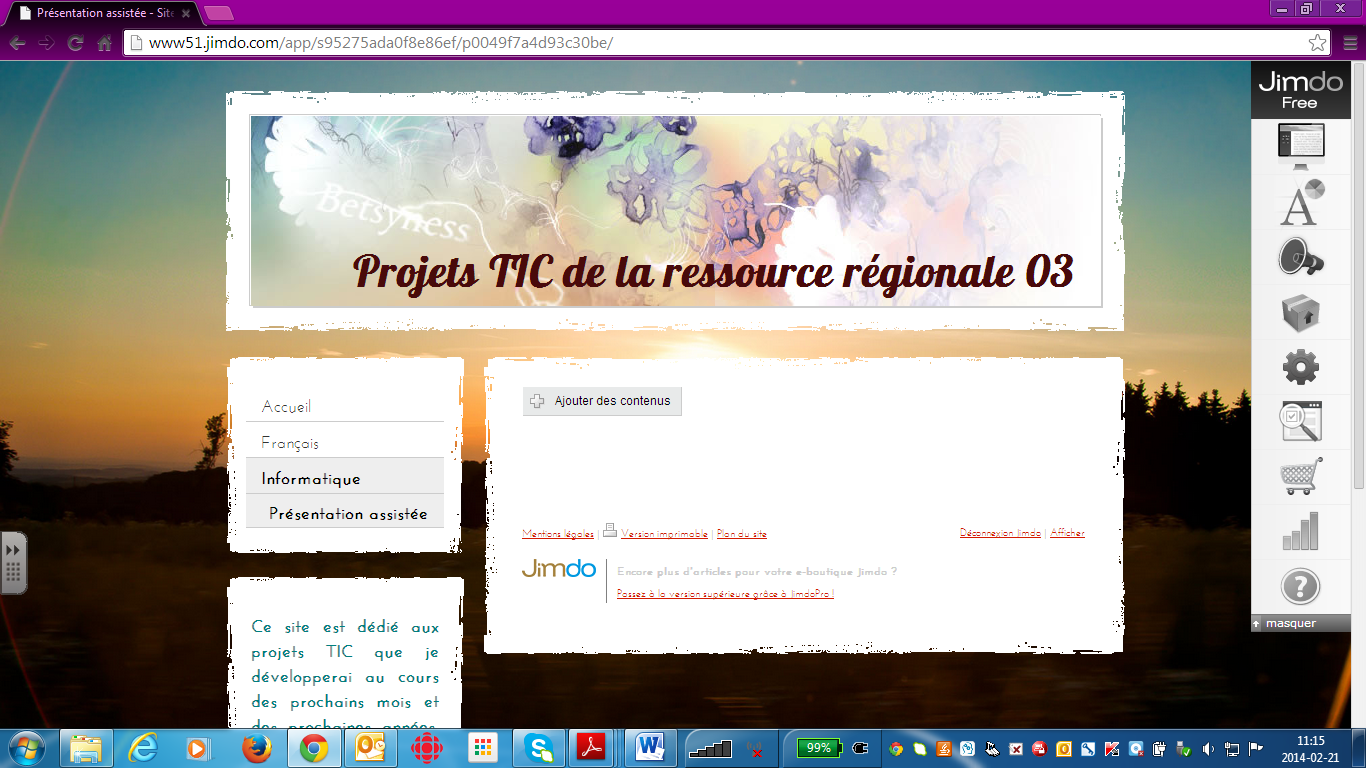 Présentation assistée - Site
www51.jimdo.com/app/s95275ada0f8e86ef/p0049f7a4d93c30be/
Jimdo
Free
Betsyness
Projets TIC de la ressource régionale 03
Accueil
Français
Informatique
Présentation assistée
Ajouter des contenus
Mentions légales | Version imprimable | Plan du site
Déconnexion Jimdo | Afficher
Jimdo
Encore plus d'articles pour votre e-boutique Jimdo ?
Passez à la version supérieure grâce à JimdoPro !
masquer
Ce site est dédié aux
projets TIC que je
développerai au cours
des prochains mois et
des prochaines années.
99%
11:15
2014-02-21